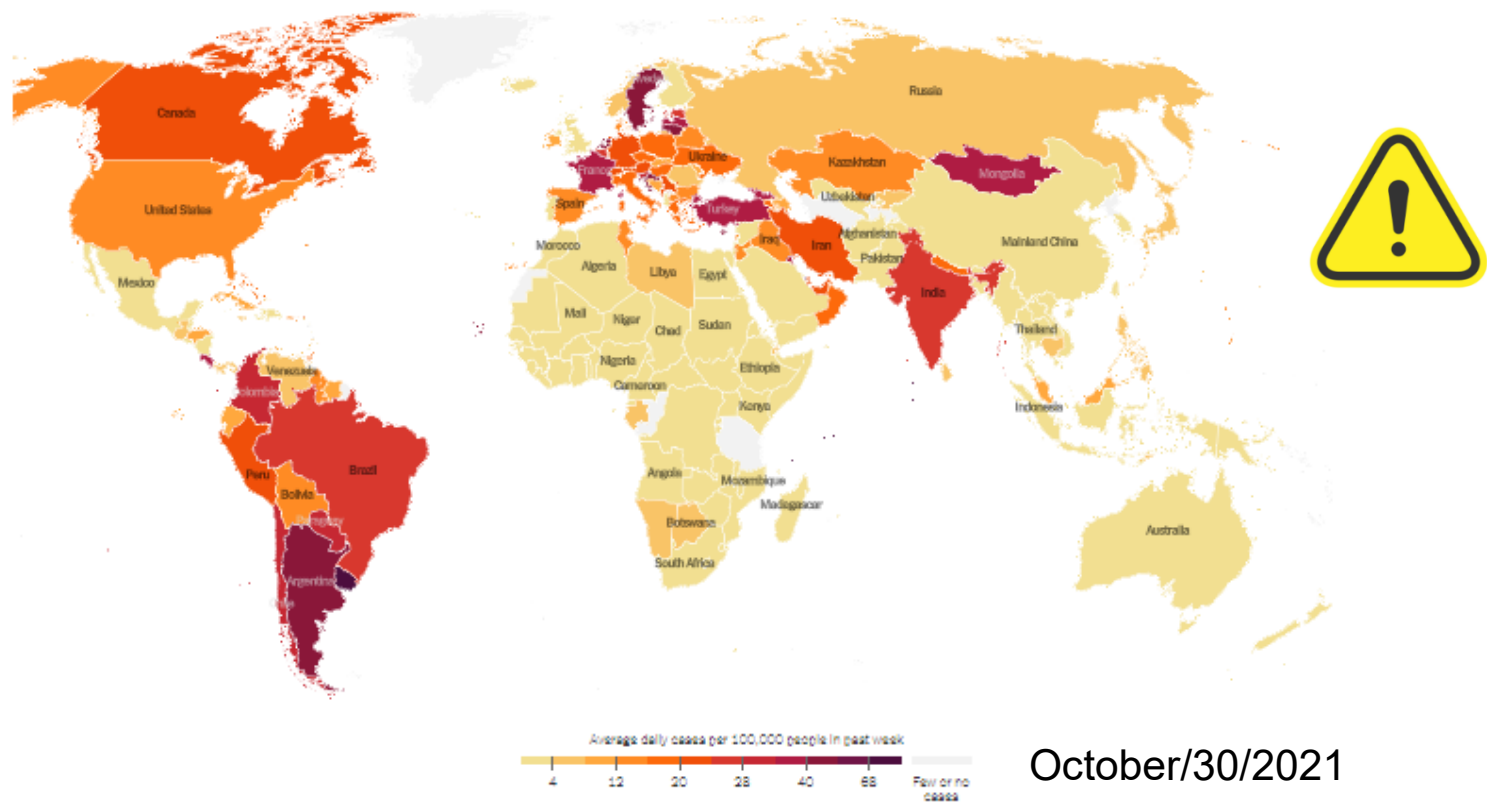 Canada
United States
Mexico
Venezuela
Colombia
Peru
Brazil
Bolivia
Paraguay
Argentina
Russia
Ukraine
France
Spain
Turkey
Kazakhstan
Mongolia
Uzbekistan
Mainland China
Afghanistan
Pakistan
Iran
Iraq
India
Thailand
Indonesia
Morocco
Algeria
Libya
Egypt
Mali
Niger
Chad
Sudan
Nigeria
Ethiopia
Cameroon
Kenya
Angola
Mozambique
Madagascar
Botswana
South Africa
Australia
!
Average daily cases per 100,000 people in past week
4 12 20 28 40 68
Few or no
cases
October/30/2021